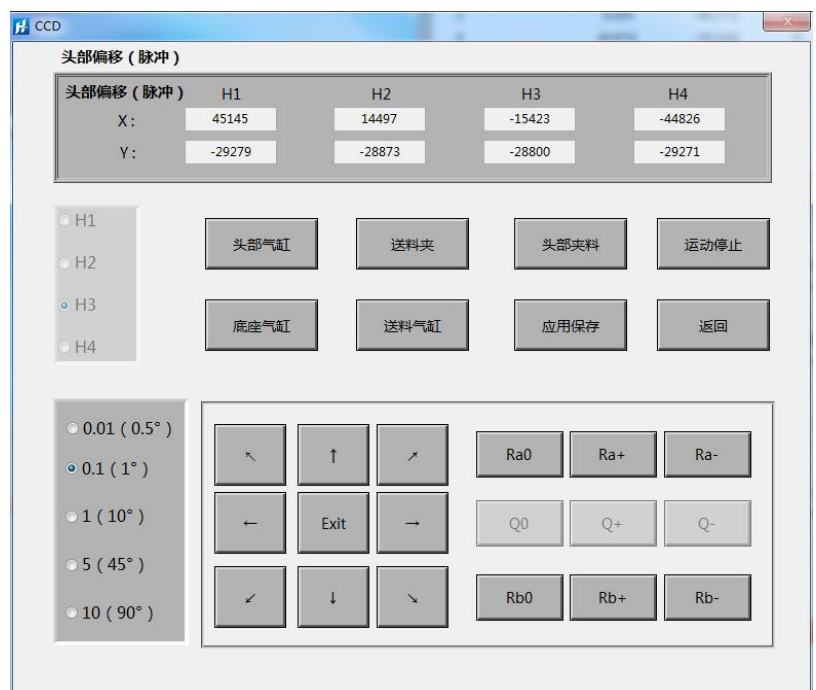 CCD
头部偏移（脉冲）
头部偏移（脉冲） H1 H2 H3 H4
X： 45145 14497 -15423 -44826
Y： -29279 -28873 -28800 -29271
H1
H2
H3
H4
头部气缸 送料夹 头部夹料 运动停止
底座气缸 送料气缸 应用保存 返回
0.01（0.5°）
0.1（1°）
1（10°）
5（45°）
10（90°）
↖ ↑ ↗ Ra0 Ra+ Ra-
← Exit → Q0 Q+ Q-
↙ ↓ ↘ Rb0 Rb+ Rb-